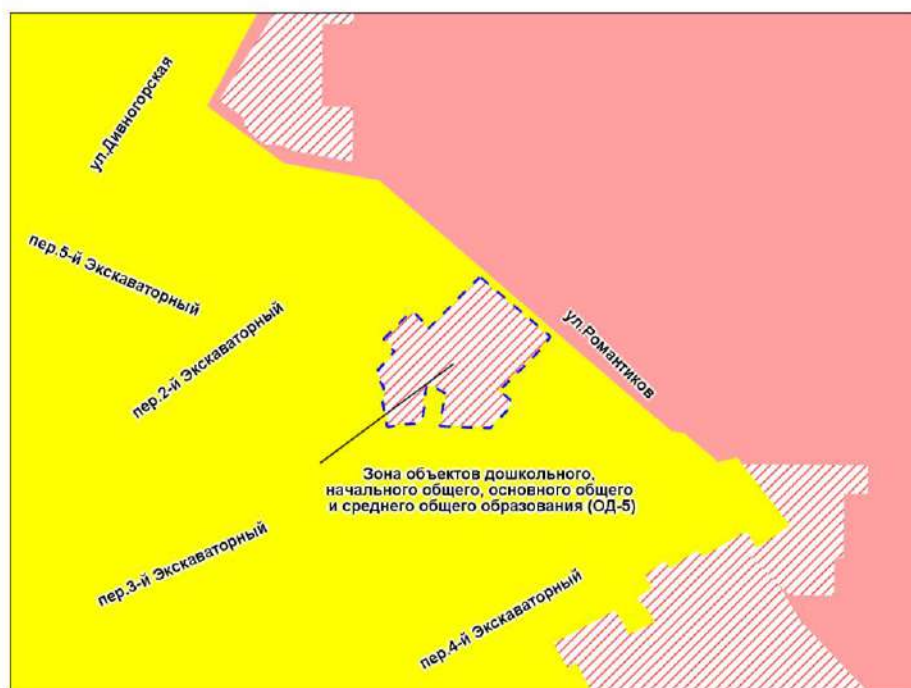 ул.Дивногорская
пер.5-й Экскаваторный
пер.2-й Экскаваторный
ул.Романтиков
Зона объектов дошкольного,
начального общего, основного общего
и среднего общего образования (ОД-5)
пер.3-й Экскаваторный
пер.4-й Экскаваторный